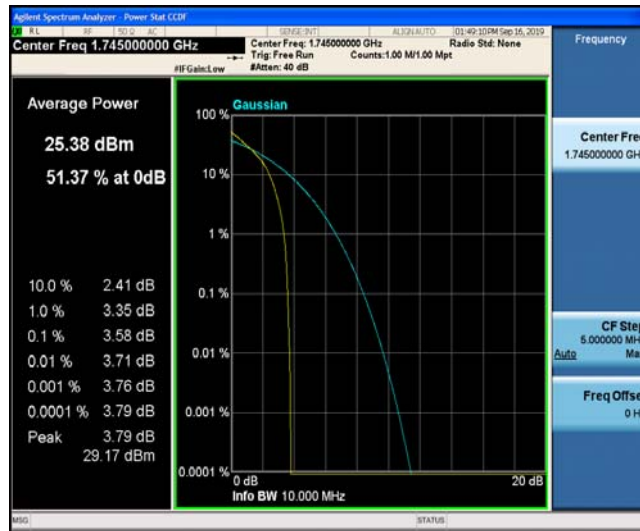 Agilent Spectrum Analyzer - Power Stat CCDF
RL RF 50 Ω AC SENSE:INT ALIGN AUTO 01:49:10 PM Sep 16, 2019
Center Freq 1.745000000 GHz
Center Freq: 1.745000000 GHz
Radio Std: None
Trig: Free Run
Counts:1.00 M/1.00 Mpt
#IFGain:Low
#Atten: 40 dB
Average Power
25.38 dBm
51.37 % at 0dB
10.0 % 2.41 dB
1.0 % 3.35 dB
0.1 % 3.58 dB
0.01 % 3.71 dB
0.001 % 3.76 dB
0.0001 % 3.79 dB
Peak 3.79 dB
29.17 dBm
Gaussian
100 %
10 %
1 %
0.1 %
0.01 %
0.001 %
0.0001 %
0 dB
20 dB
Info BW 10.000 MHz
Frequency
Center Fre
1.745000000 GH
CF Step
5.000000 MH
Auto Ma
Freq Offse
0 H
MSG
STATUS